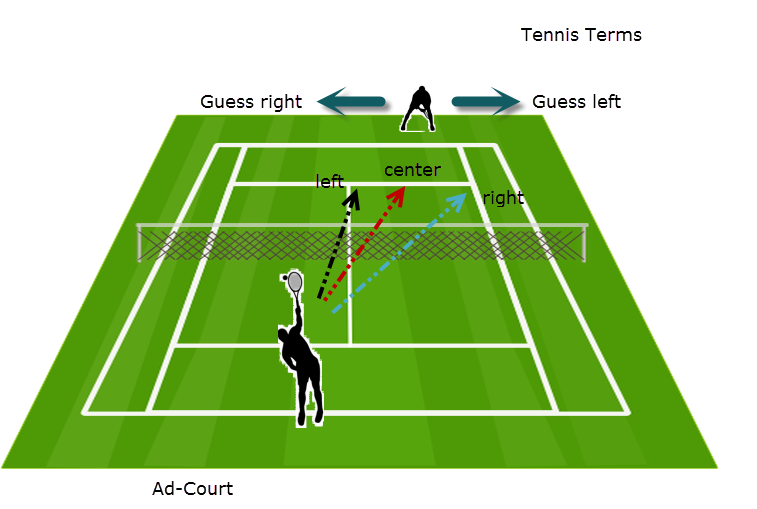 Tennis Terms
Guess right
Guess left
center
left
right
Ad-Court